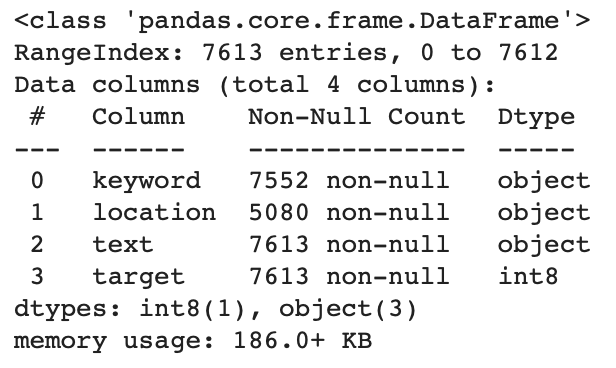 <class 'pandas.core.frame.DataFrame'>
RangeIndex: 7613 entries, 0 to 7612
Data columns (total 4 columns):
 #   Column    Non-Null Count  Dtype
---  ------    --------------  -----
 0   keyword   7552 non-null   object
 1   location  5080 non-null   object
 2   text      7613 non-null   object
 3   target    7613 non-null   int8
dtypes: int8(1), object(3)
memory usage: 186.0+ KB